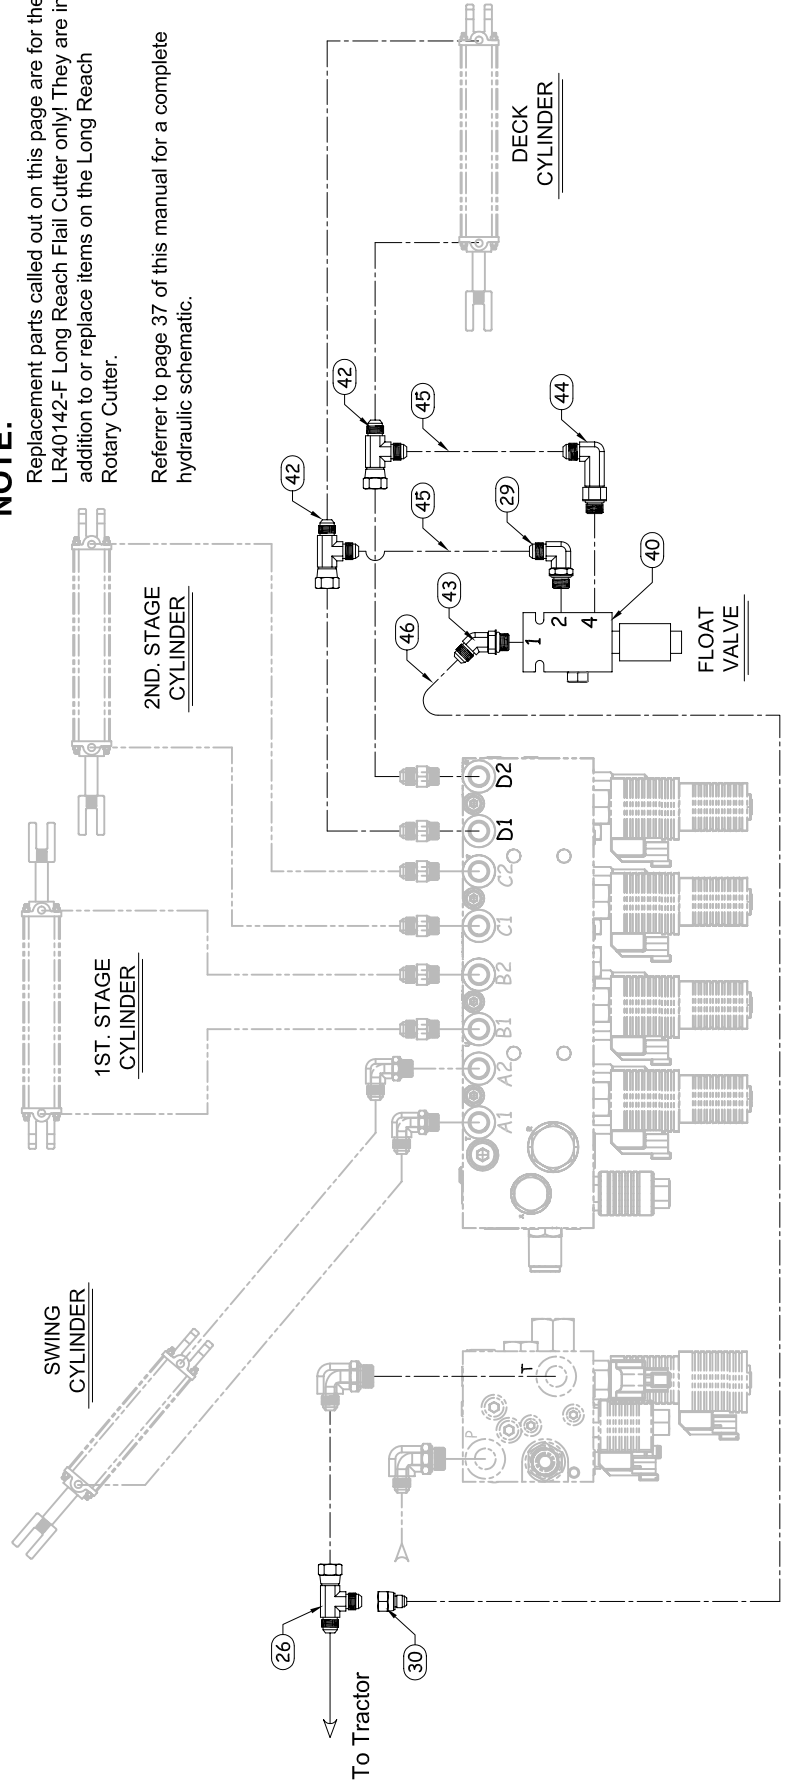 NOTE:
Replacement parts called out on this page are for the
LR40142-F Long Reach Flail Cutter only! They are in
addition to or replace items on the Long Reach
Rotary Cutter.
Referrer to page 37 of this manual for a complete
hydraulic schematic.
SWING
CYLINDER
1ST. STAGE
CYLINDER
2ND. STAGE
CYLINDER
DECK
CYLINDER
42
42
45
45
44
29
43
46
40
1
2
4
FLOAT
VALVE
A1
A2
B1
B2
C1
C2
D1
D2
P
T
26
30
To Tractor